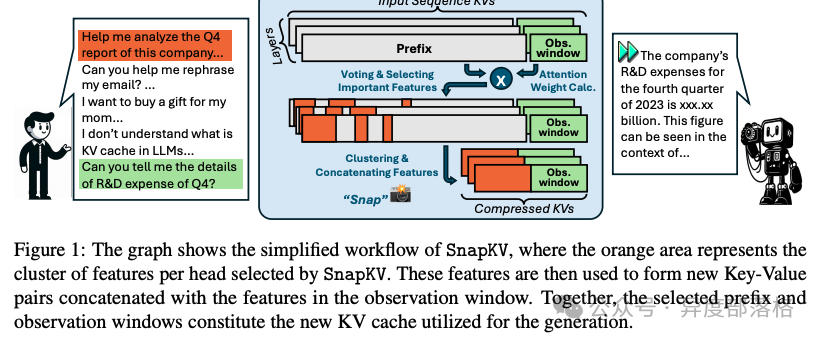 Input Sequence KVs
Help me analyze the Q4
report of this company...
Can you help me rephrase
my email? ...
I want to buy a gift for my
mom...
I don't understand what is
KV cache in LLMs...
Can you tell me the details
of R&D expense of Q4?
Layers
Prefix
Obs.
window
Voting & Selecting
Important Features
X
Attention
Weight Calc.
Obs.
window
Clustering &
Concatenating Features
"Snap"
Obs.
window
Compressed KVs
The company's
R&D expenses for
the fourth quarter
of 2023 is xxx.xx
billion. This figure
can be seen in the
context of...
Figure 1: The graph shows the simplified workflow of SnapKV, where the orange area represents the
cluster of features per head selected by SnapKV. These features are then used to form new Key-Value
pairs concatenated with the features in the observation window. Together, the selected prefix and
observation windows constitute the new KV cache utilized for the generation.
公众号 · 异度部落格